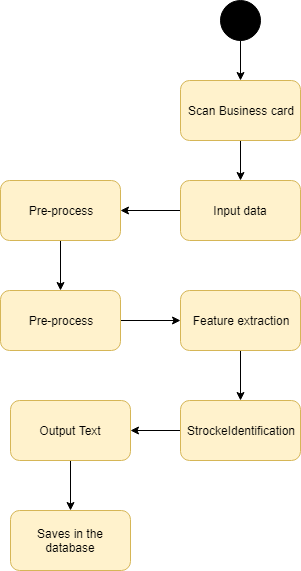 Scan Business card
Input data
Pre-process
Pre-process
Feature extraction
StrockeIdentification
Output Text
Saves in the
database